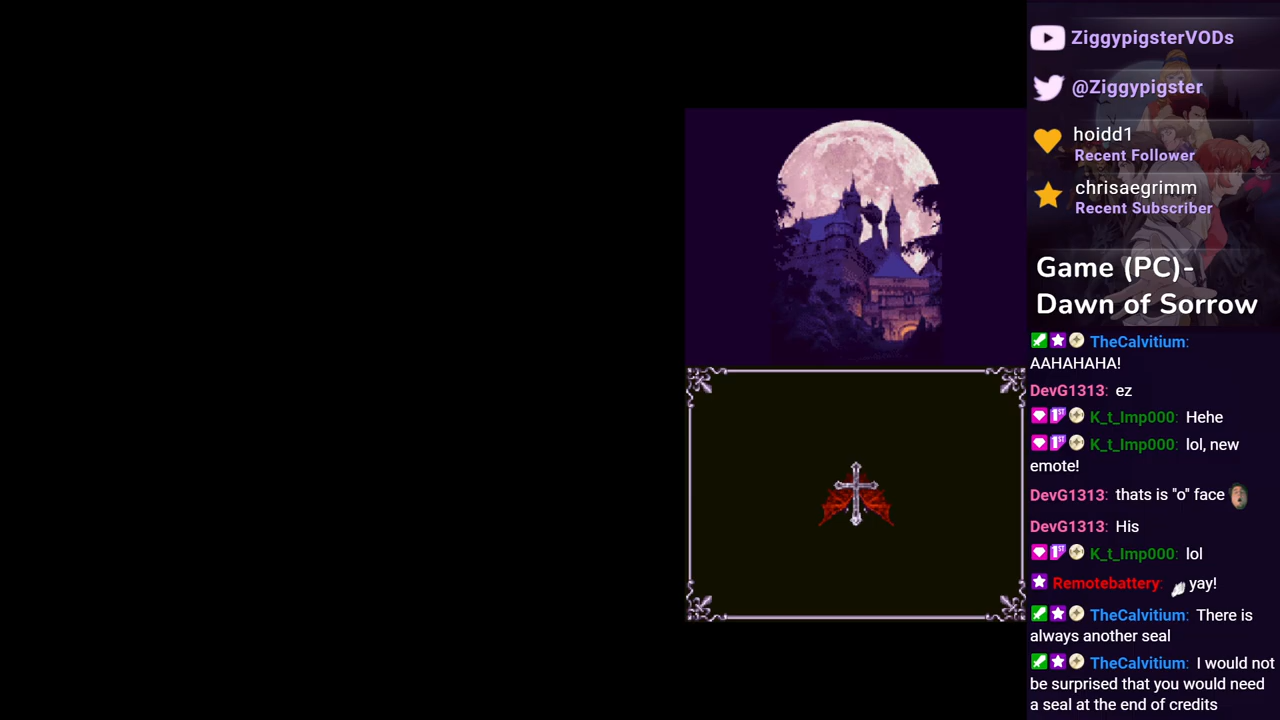 ZiggypigsterVODs
@Ziggypigster
hoidd1
Recent Follower
chrisaegrimm
Recent Subscriber
Game (PC)-
Dawn of Sorrow
TheCalvitium:
AAHAHAHA!
DevG1313: ez
K_t_Imp000: Hehe
K_t_Imp000: lol, new
emote!
DevG1313: thats is "o" face
DevG1313: His
K_t_Imp000: lol
Remotebattery: yay!
TheCalvitium: There is
always another seal
TheCalvitium: I would not
be surprised that you would need
a seal at the end of credits